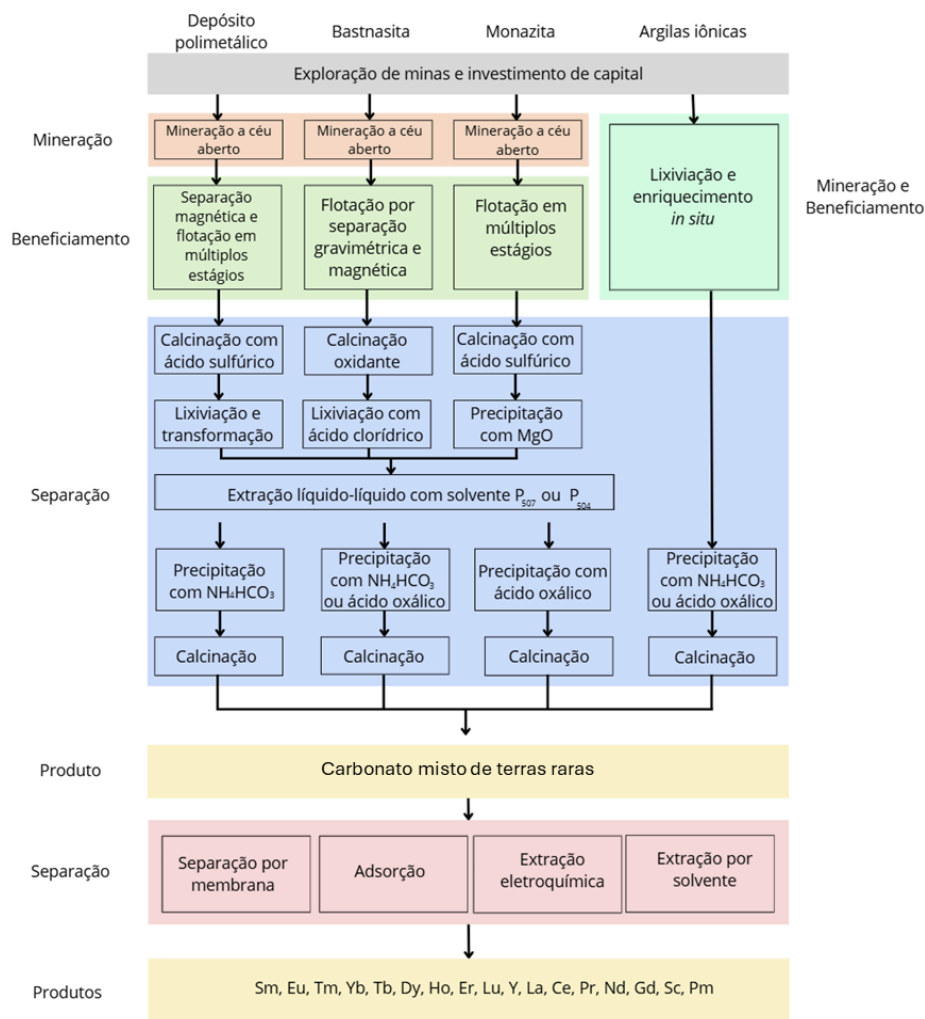 Depósito
polimetálico
Bastnasita
Monazita
Argilas iônicas
Exploração de minas e investimento de capital
Mineração
Mineração a céu
aberto
Mineração a céu
aberto
Mineração a céu
aberto
Lixiviação e
enriquecimento
in situ
Mineração e
Beneficiamento
Beneficiamento
Separação
magnética e
flotação em
múltiplos
estágios
Flotação por
separação
gravimétrica e
magnética
Flotação em
múltiplos
estágios
Calcinação com
ácido sulfúrico
Calcinação
oxidante
Calcinação com
ácido sulfúrico
Lixiviação e
transformação
Lixiviação com
ácido clorídrico
Precipitação
com MgO
Separação
Extração líquido-líquido com solvente P₅₀₇ ou P₅₀₄
Precipitação
com NH₄HCO₃
Precipitação
com NH₄HCO₃
ou ácido oxálico
Precipitação com
ácido oxálico
Precipitação
com NH₄HCO₃
ou ácido oxálico
Calcinação
Calcinação
Calcinação
Calcinação
Produto
Carbonato misto de terras raras
Separação
Separação por
membrana
Adsorção
Extração
eletroquímica
Extração por
solvente
Produtos
Sm, Eu, Tm, Yb, Tb, Dy, Ho, Er, Lu, Y, La, Ce, Pr, Nd, Gd, Sc, Pm